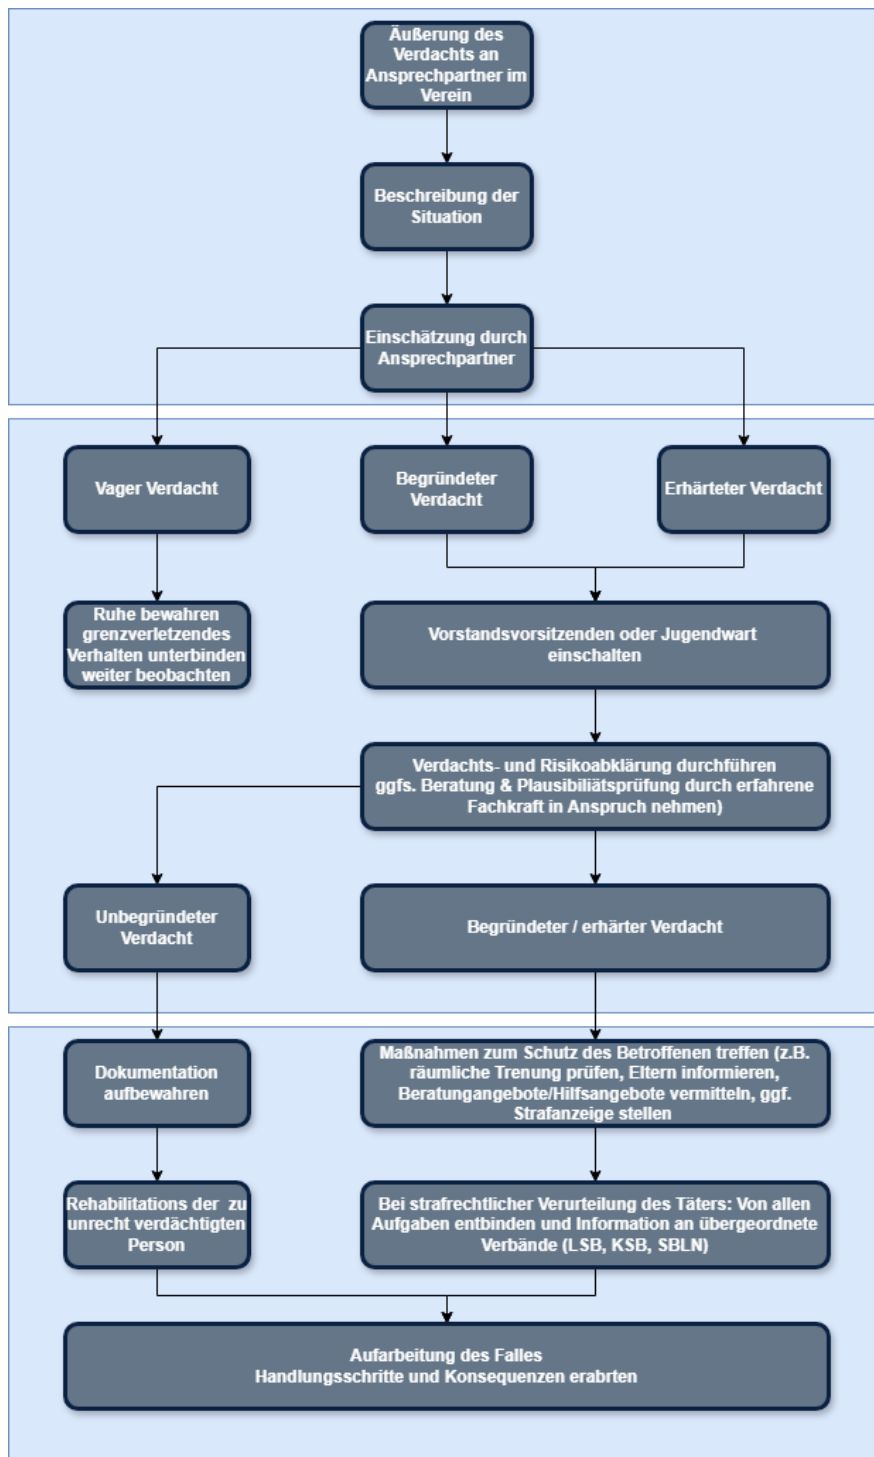 Äußerung des
Verdachts an
Ansprechpartner im
Verein
Beschreibung der
Situation
Einschätzung durch
Ansprechpartner
Vager Verdacht
Begründeter
Verdacht
Erhärteter Verdacht
Ruhe bewahren
grenzverletzendes
Verhalten unterbinden
weiter beobachten
Vorstandsvorsitzenden oder Jugendwart
einschalten
Verdachts- und Risikoabklärung durchführen
ggfs. Beratung & Plausibiliätsprüfung durch erfahrene
Fachkraft in Anspruch nehmen)
Unbegründeter
Verdacht
Begründeter / erhärter Verdacht
Dokumentation
aufbewahren
Maßnahmen zum Schutz des Betroffenen treffen (z.B.
räumliche Trenung prüfen, Eltern informieren,
Beratungangebote/Hilfsangebote vermitteln, ggf.
Strafanzeige stellen
Rehabilitations der  zu
unrecht verdächtigten
Person
Bei strafrechtlicher Verurteilung des Täters: Von allen
Aufgaben entbinden und Information an übergeordnete
Verbände (LSB, KSB, SBLN)
Aufarbeitung des Falles
Handlungsschritte und Konsequenzen erabrten